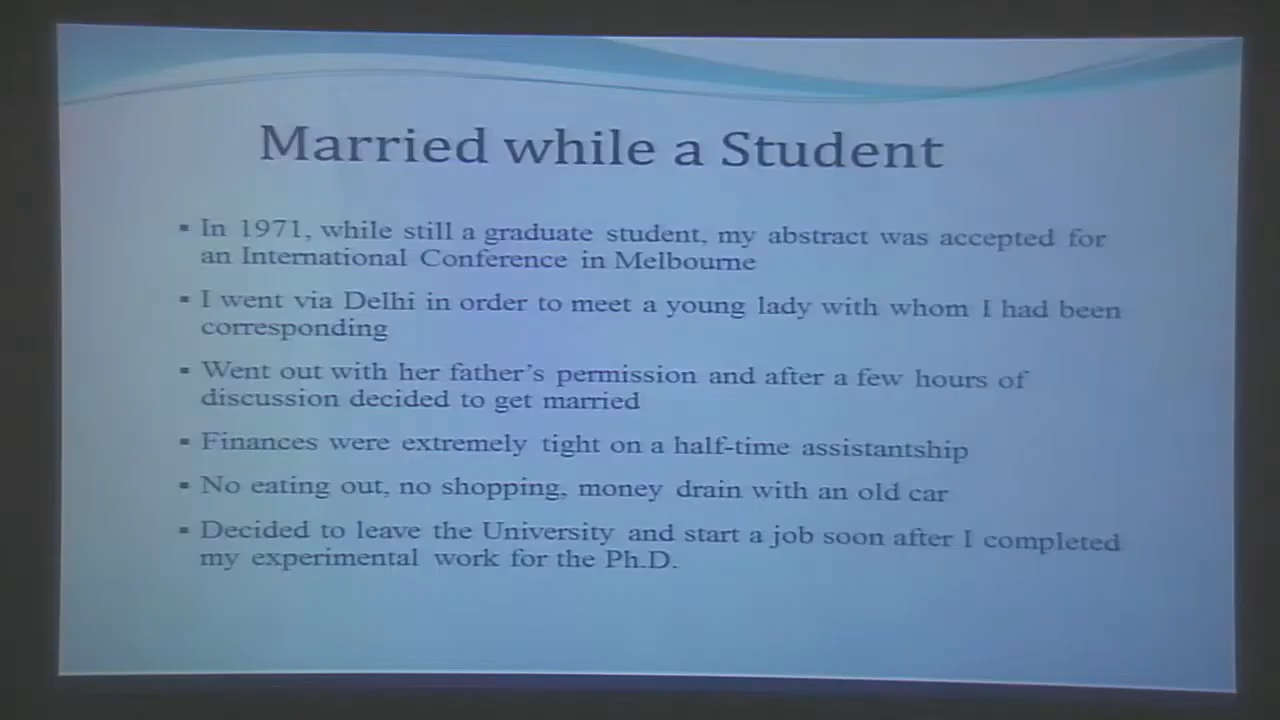 Married while a Student
▪ In 1971, while still a graduate student, my abstract was accepted for
an International Conference in Melbourne
▪ I went via Delhi in order to meet a young lady with whom I had been
corresponding
▪ Went out with her father's permission and after a few hours of
discussion decided to get married
▪ Finances were extremely tight on a half-time assistantship
▪ No eating out, no shopping, money drain with an old car
▪ Decided to leave the University and start a job soon after I completed
my experimental work for the Ph.D.